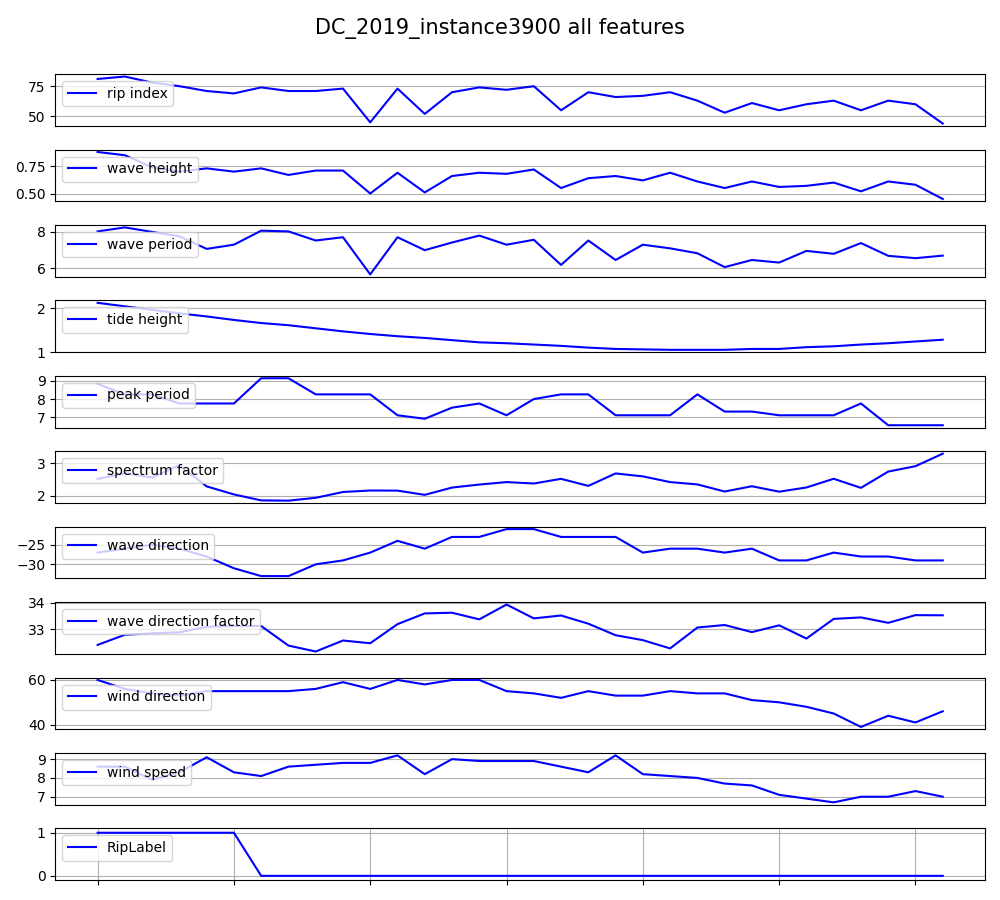 DC_2019_instance3900 all features
75
50
rip index
0.75
0.50
wave height
8
6
wave period
2
1
tide height
9
8
7
peak period
3
2
spectrum factor
−25
−30
wave direction
34
33
wave direction factor
60
40
wind direction
9
8
7
wind speed
1
0
RipLabel